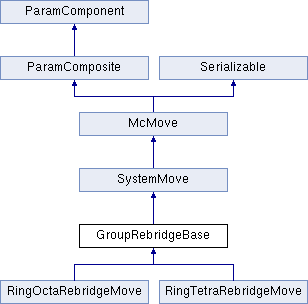 ParamComponent
ParamComposite
Serializable
McMove
SystemMove
GroupRebridgeBase
RingOctaRebridgeMove
RingTetraRebridgeMove